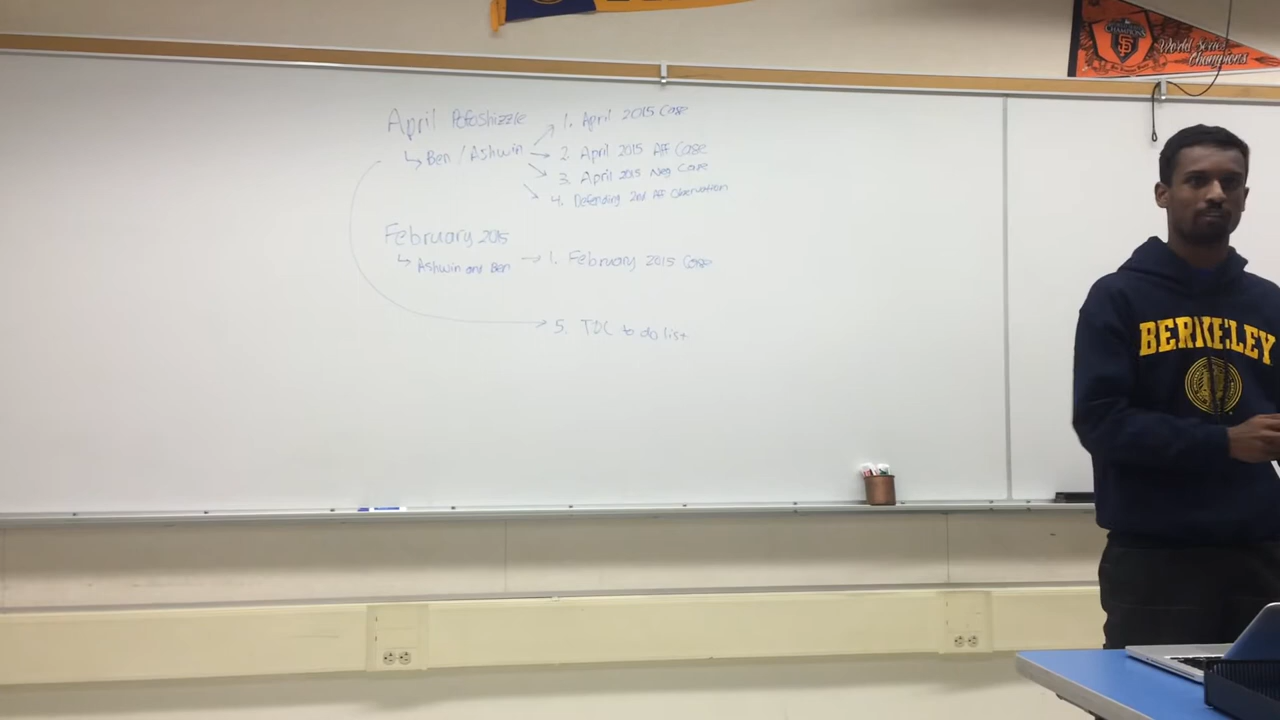 World Series
Champions
CHAMPIONS
SF
April Pofoshizzle
↳ Ben / Ashwin
1. April 2015 Case
2. April 2015 Aff Case
3. April 2015 Neg Case
4. Defending 2nd Aff Observation
February 2015
↳ Ashwin and Ben → 1. February 2015 Case
5. TOC to do list
BERKELEY